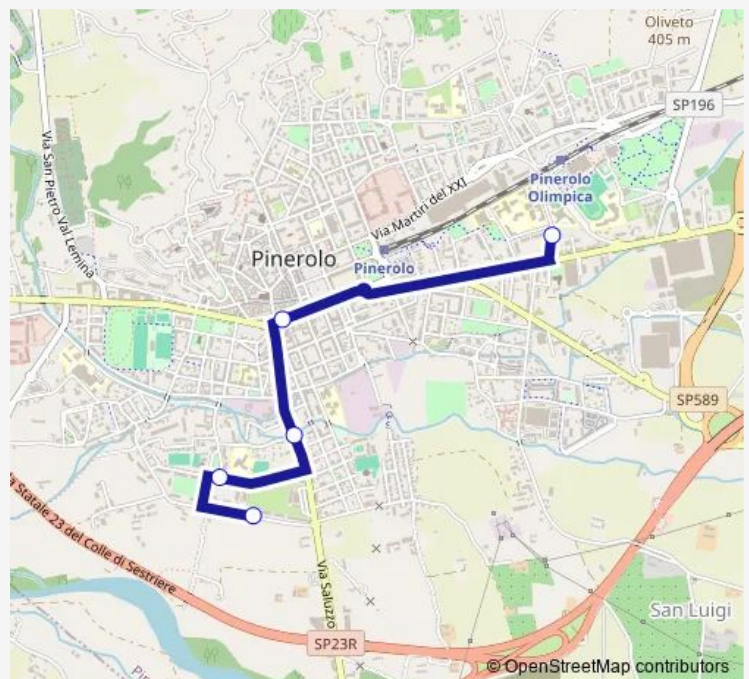 Oliveto
405 m
SP196
Via San Pietro Val Lemina
Pinerolo
Olimpica
Via Martiri del XXI
Pinerolo
Pinerolo
SP589
Statale 23 del Colle di Sestriere
Via Saluzzo
San Luigi
SP23R
© OpenStreetMap contributors